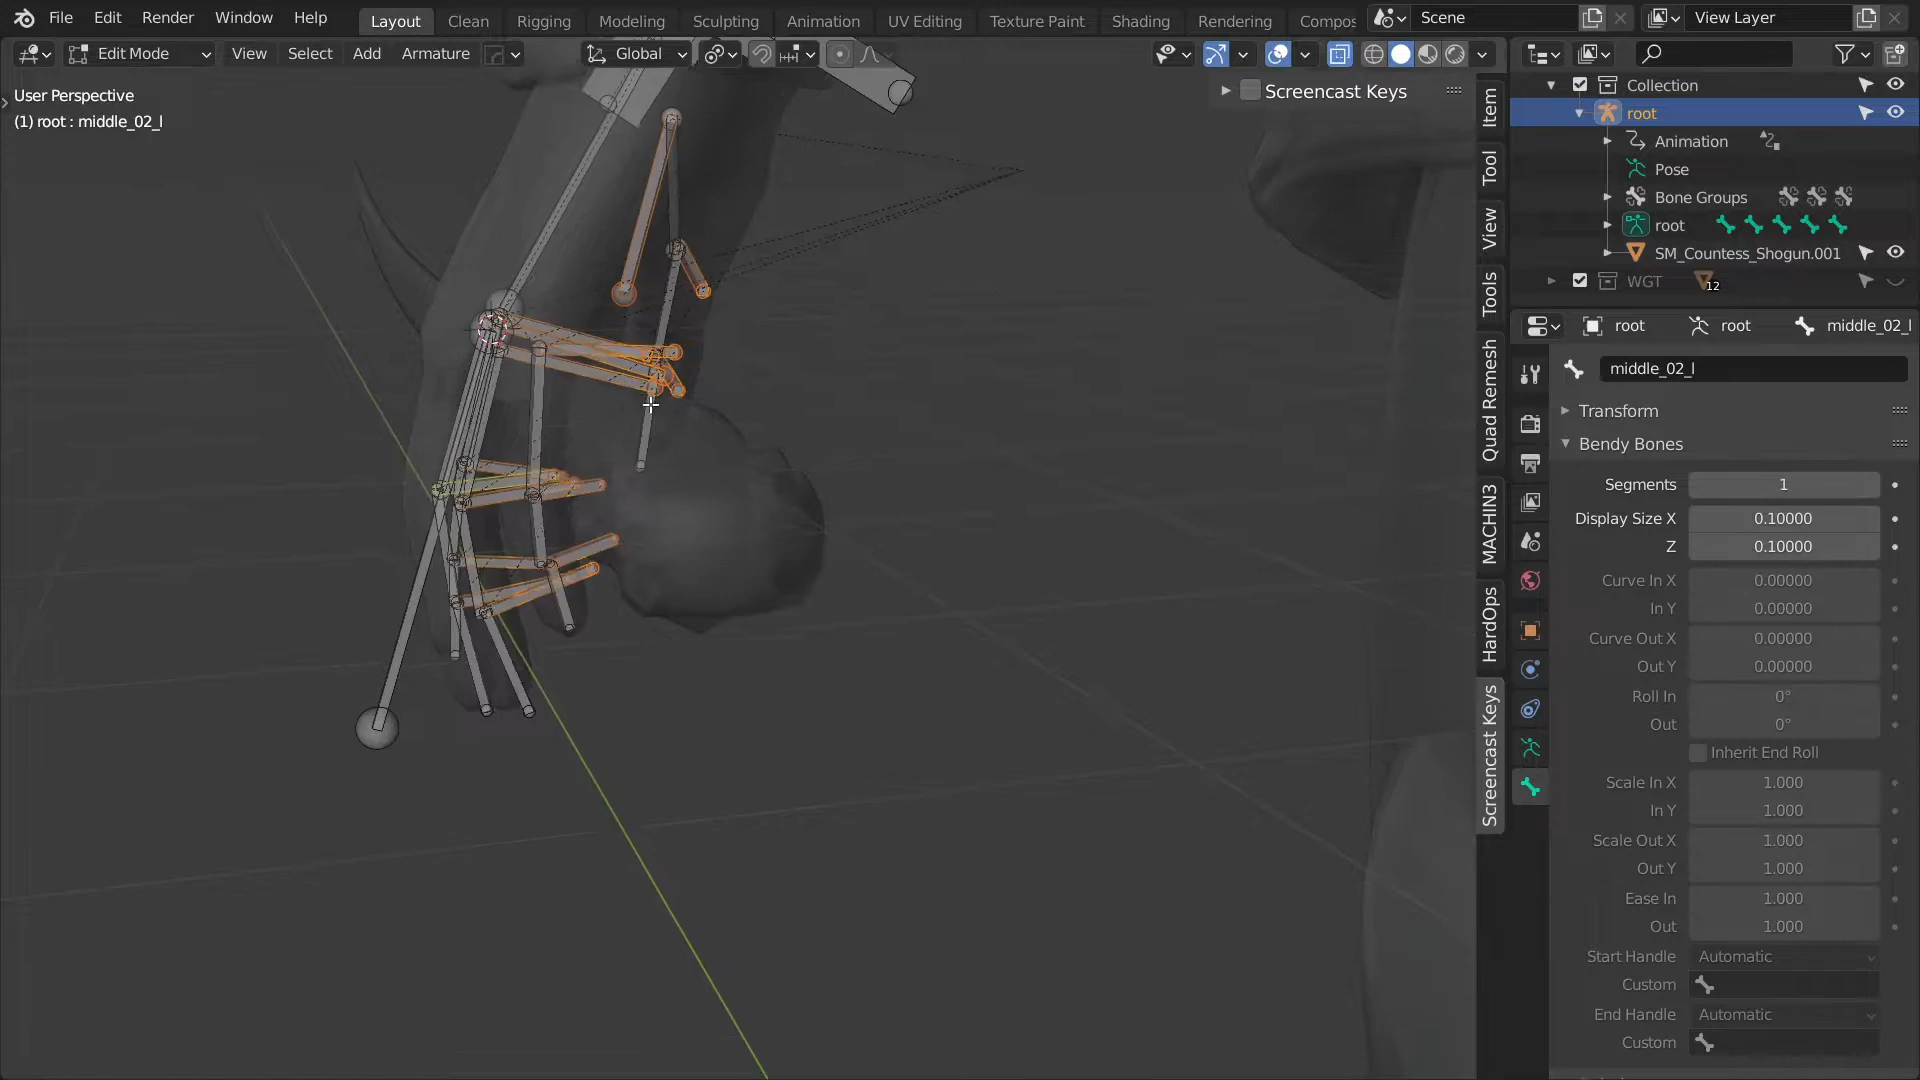 File Edit Render Window Help Layout Clean Rigging Modeling Sculpting Animation UV Editing Texture Paint Shading Rendering Compos Scene View Layer
Edit Mode View Select Add Armature Global
User Perspective
(1) root : middle_02_l
Screencast Keys
Item
Tool
View
Tools
Quad Remesh
MACHIN3
HardOps
Screencast Keys
Collection
root
Animation
Pose
Bone Groups
root
SM_Countess_Shogun.001
WGT 12
root root middle_02_l
middle_02_l
Transform
Bendy Bones
Segments 1
Display Size X 0.10000
Z 0.10000
Curve In X 0.00000
In Y 0.00000
Curve Out X 0.00000
Out Y 0.00000
Roll In 0°
Out 0°
Inherit End Roll
Scale In X 1.000
In Y 1.000
Scale Out X 1.000
Out Y 1.000
Ease In 1.000
Out 1.000
Start Handle Automatic
Custom
End Handle Automatic
Custom